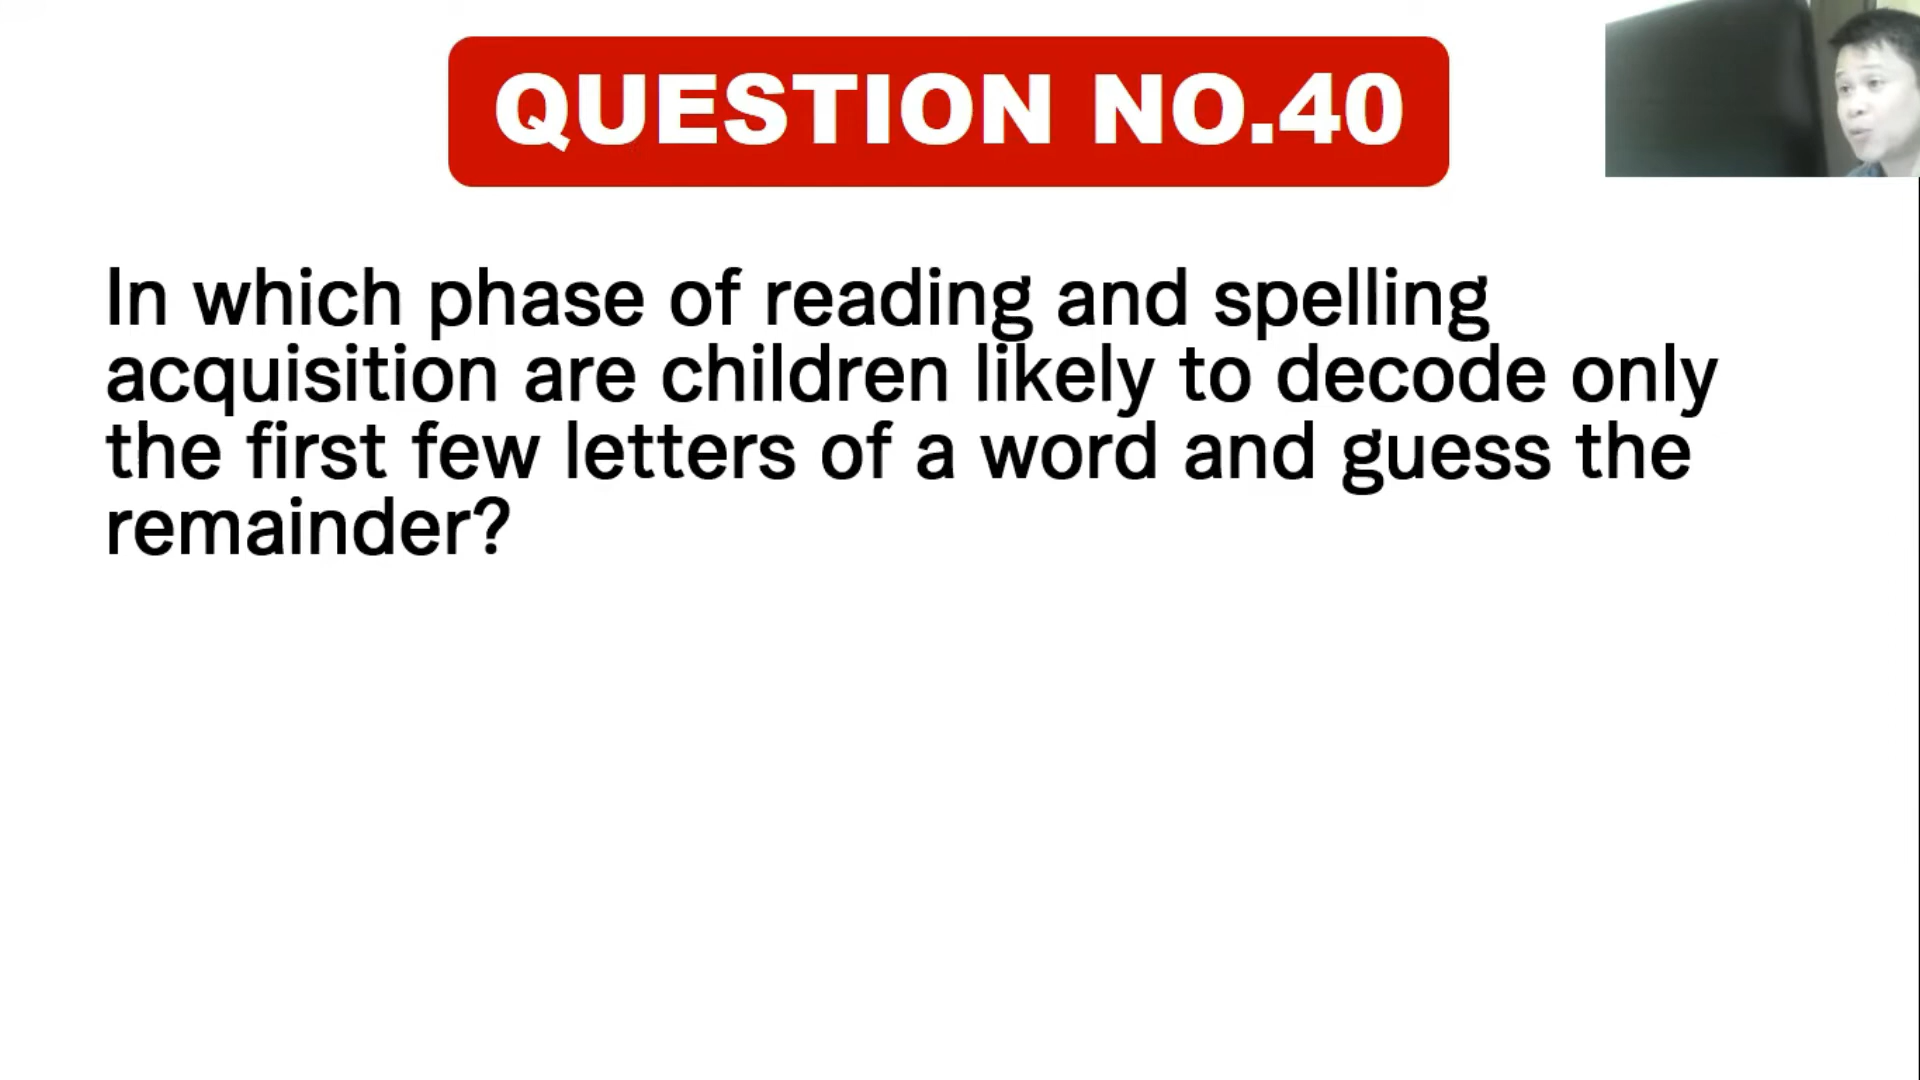 QUESTION NO.40
In which phase of reading and spelling
acquisition are children likely to decode only
the first few letters of a word and guess the
remainder?